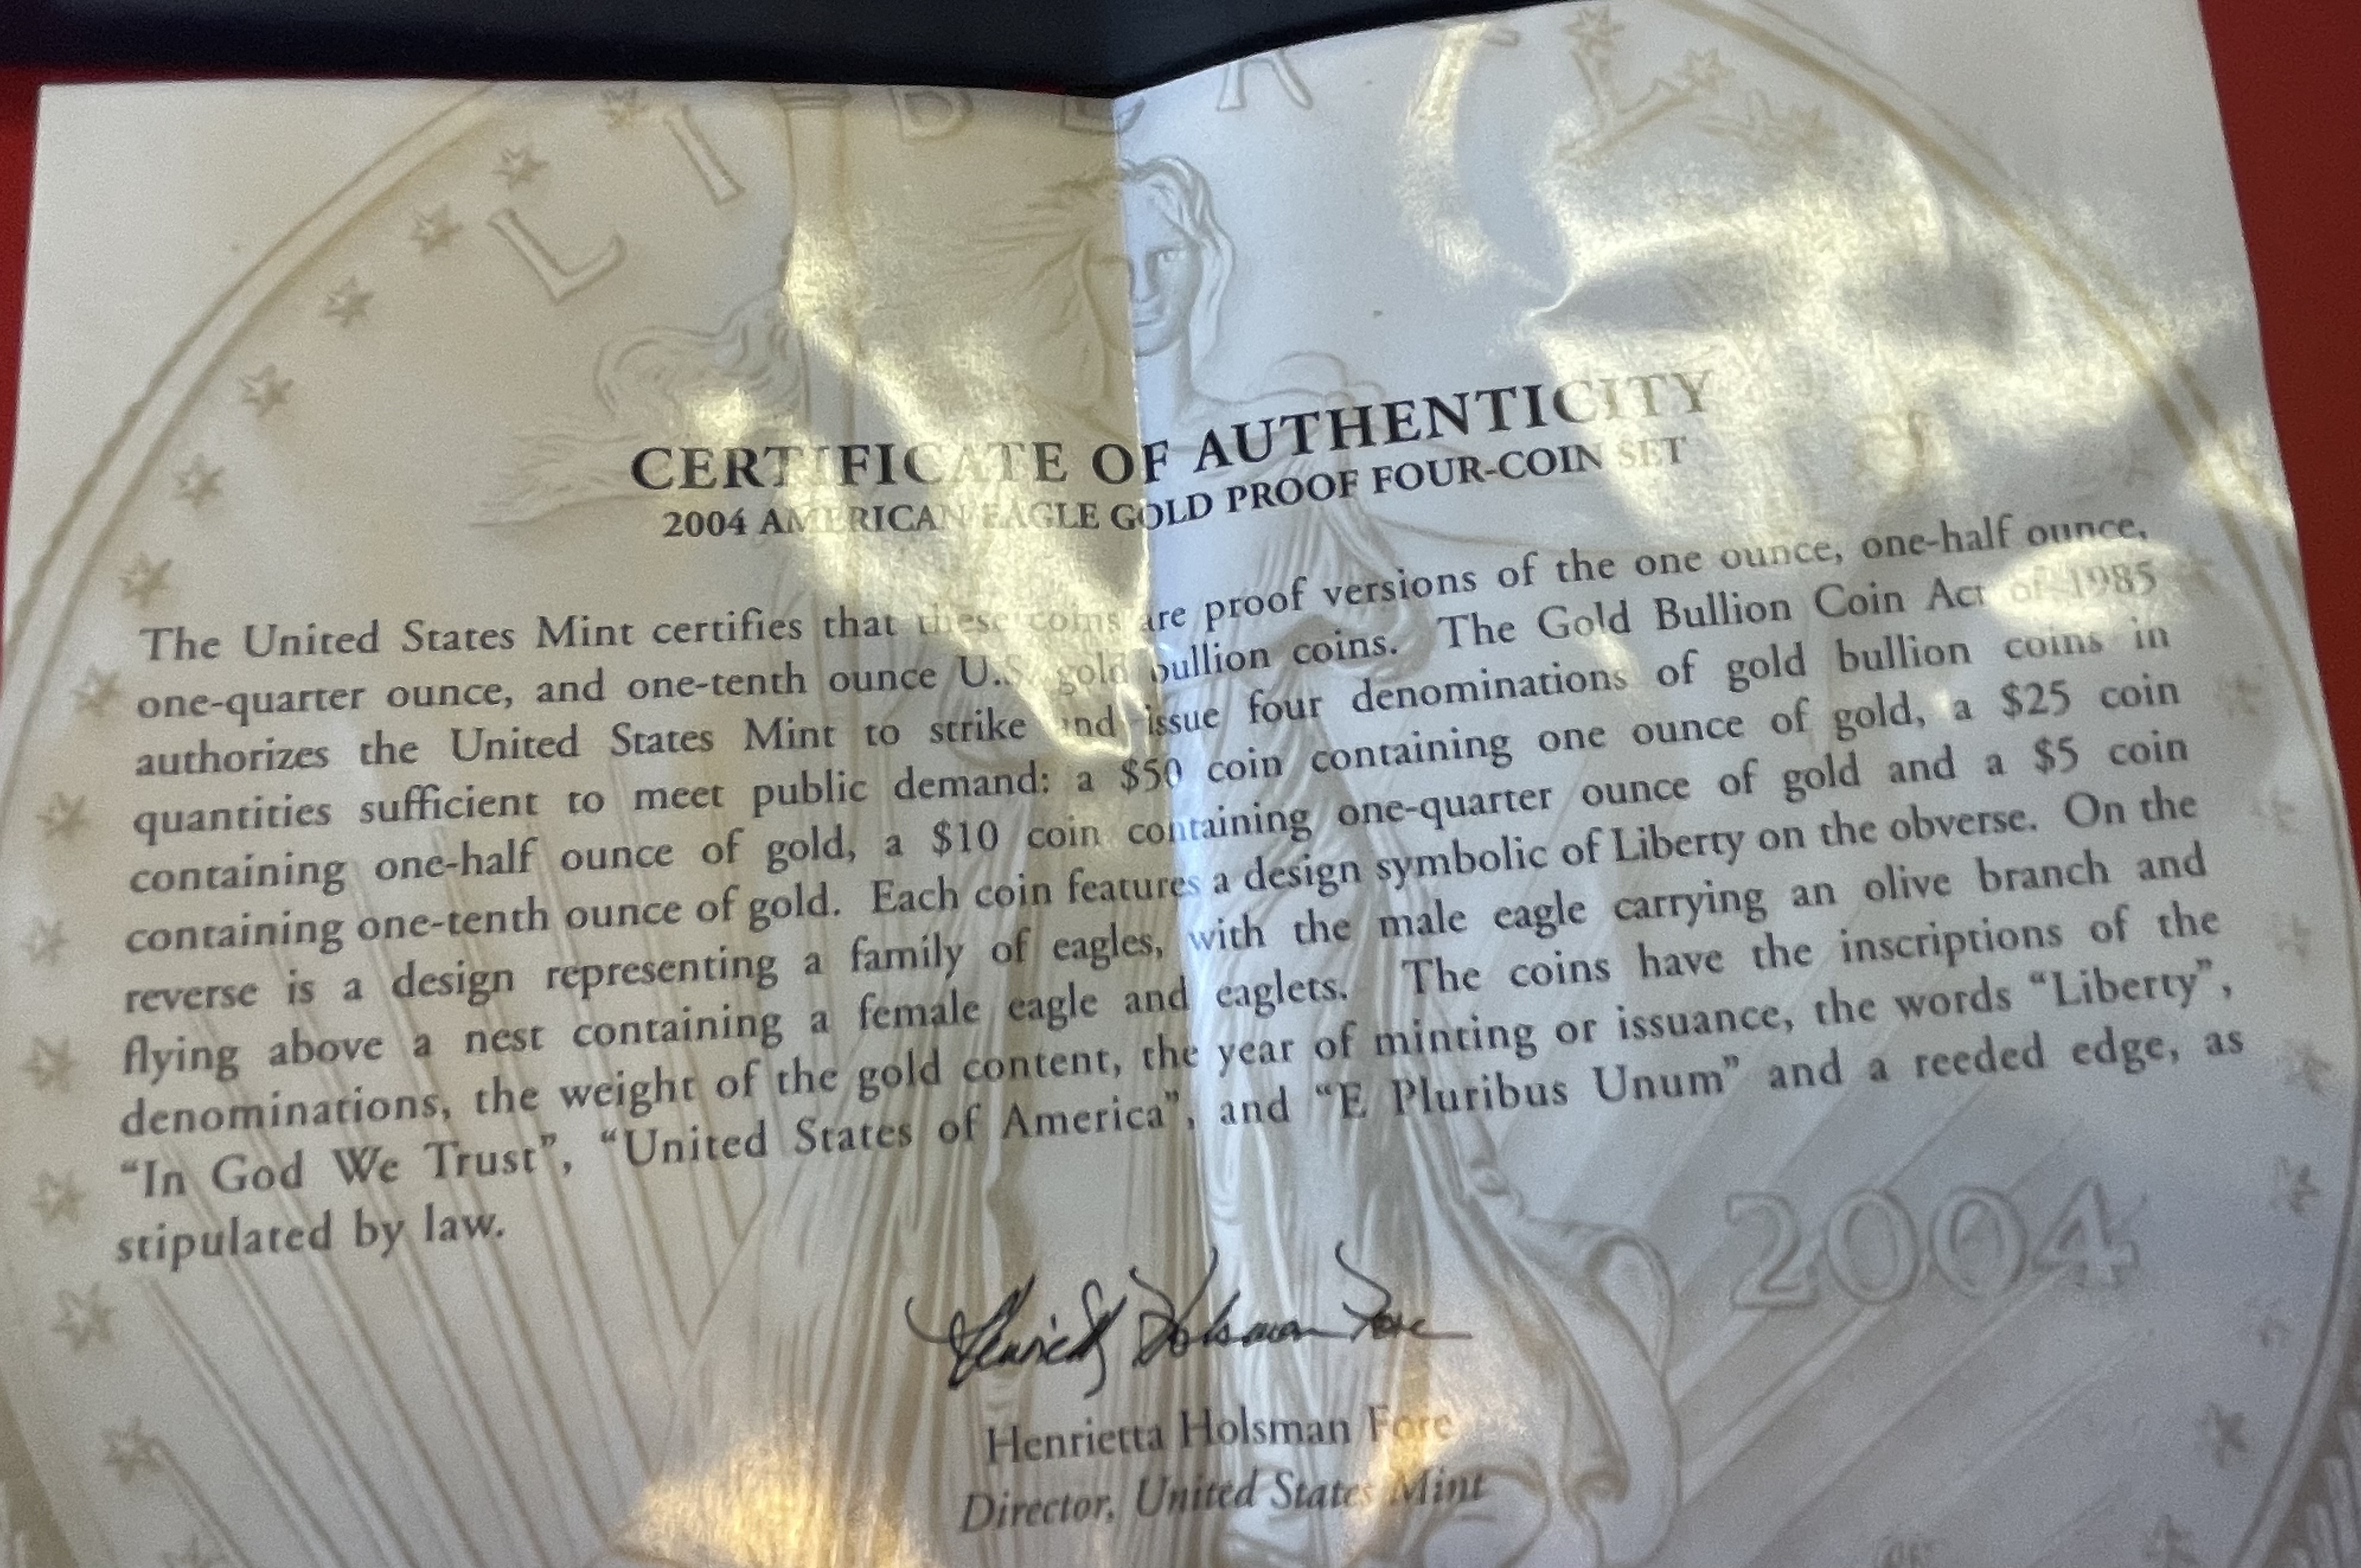 LIBERTY
CERTIFICATE OF AUTHENTICITY
2004 AMERICAN EAGLE GOLD PROOF FOUR-COIN SET
The United States Mint certifies that these coins are proof versions of the one ounce, one-half ounce,
one-quarter ounce, and one-tenth ounce U.S. gold bullion coins. The Gold Bullion Coin Act of 1985
authorizes the United States Mint to strike and issue four denominations of gold bullion coins in
quantities sufficient to meet public demand: a $50 coin containing one ounce of gold, a $25 coin
containing one-half ounce of gold, a $10 coin containing one-quarter ounce of gold and a $5 coin
containing one-tenth ounce of gold. Each coin features a design symbolic of Liberty on the obverse. On the
reverse is a design representing a family of eagles, with the male eagle carrying an olive branch and
flying above a nest containing a female eagle and eaglets. The coins have the inscriptions of the
denominations, the weight of the gold content, the year of minting or issuance, the words “Liberty”,
“In God We Trust”, “United States of America”, and “E Pluribus Unum” and a reeded edge, as
stipulated by law.
2004
Henrietta Holsman Fore
Henrietta Holsman Fore
Director, United States Mint